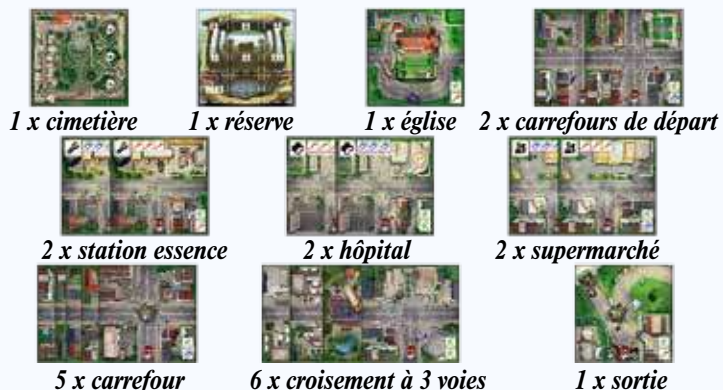 1 x cimetière 1 x réserve 1 x église 2 x carrefours de départ
2 x station essence 2 x hôpital 2 x supermarché
5 x carrefour 6 x croisement à 3 voies 1 x sortie